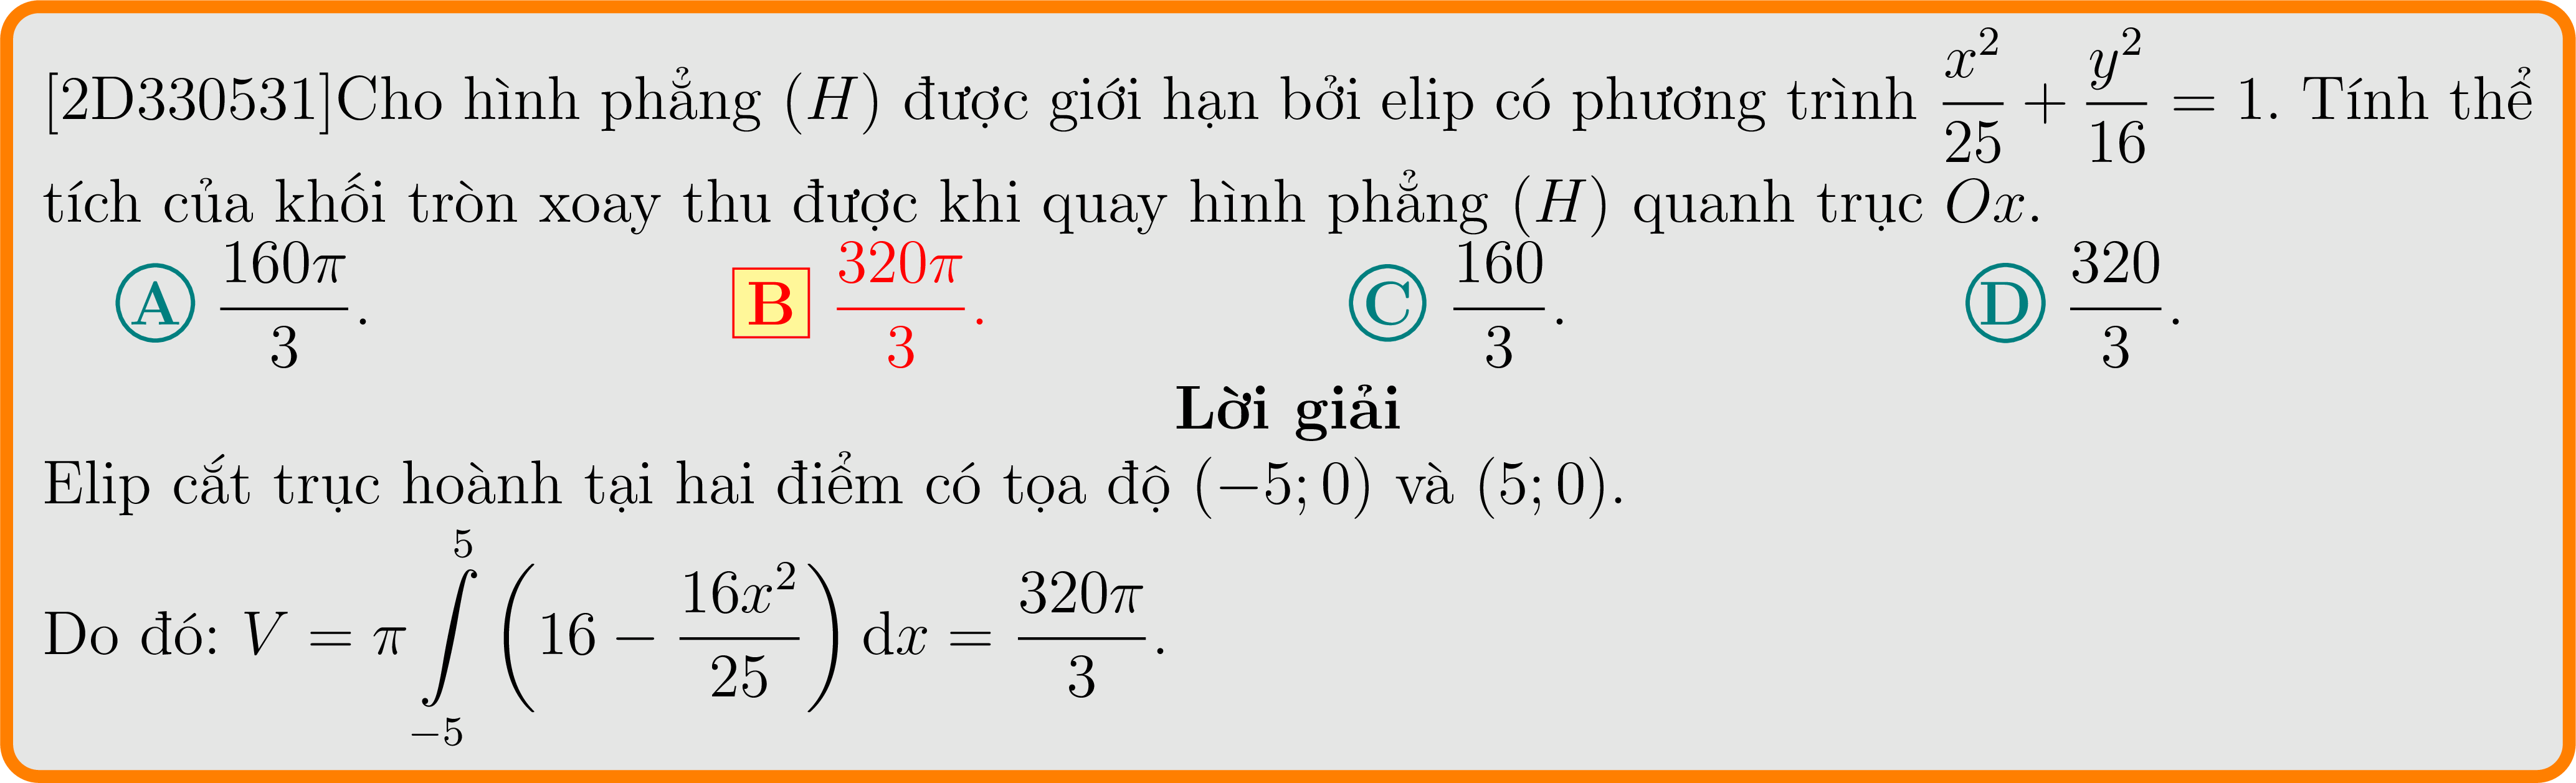 [2D330531]Cho hình phẳng (H) được giới hạn bởi elip có phương trình $\frac{x^2}{25} + \frac{y^2}{16} = 1$. Tính thể
tích của khối tròn xoay thu được khi quay hình phẳng (H) quanh trục Ox.
A $\frac{160\pi}{3}$. B $\frac{320\pi}{3}$. C $\frac{160}{3}$. D $\frac{320}{3}$.
Lời giải
Elip cắt trục hoành tại hai điểm có tọa độ (−5; 0) và (5; 0).
Do đó: $V = \pi \int\limits_{-5}^{5} \left(16 - \frac{16x^2}{25}\right) \mathrm{d}x = \frac{320\pi}{3}$.